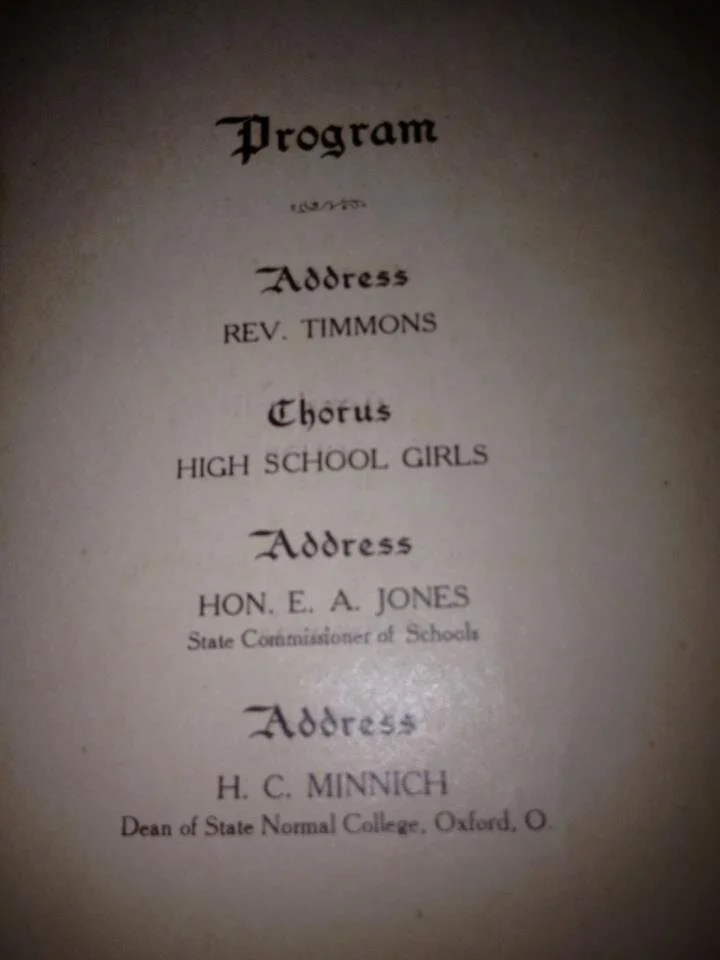 Program
Address
REV. TIMMONS
Chorus
HIGH SCHOOL GIRLS
Address
HON. E. A. JONES
State Commissioner of Schools
Address
H. C. MINNICH
Dean of State Normal College, Oxford, O.